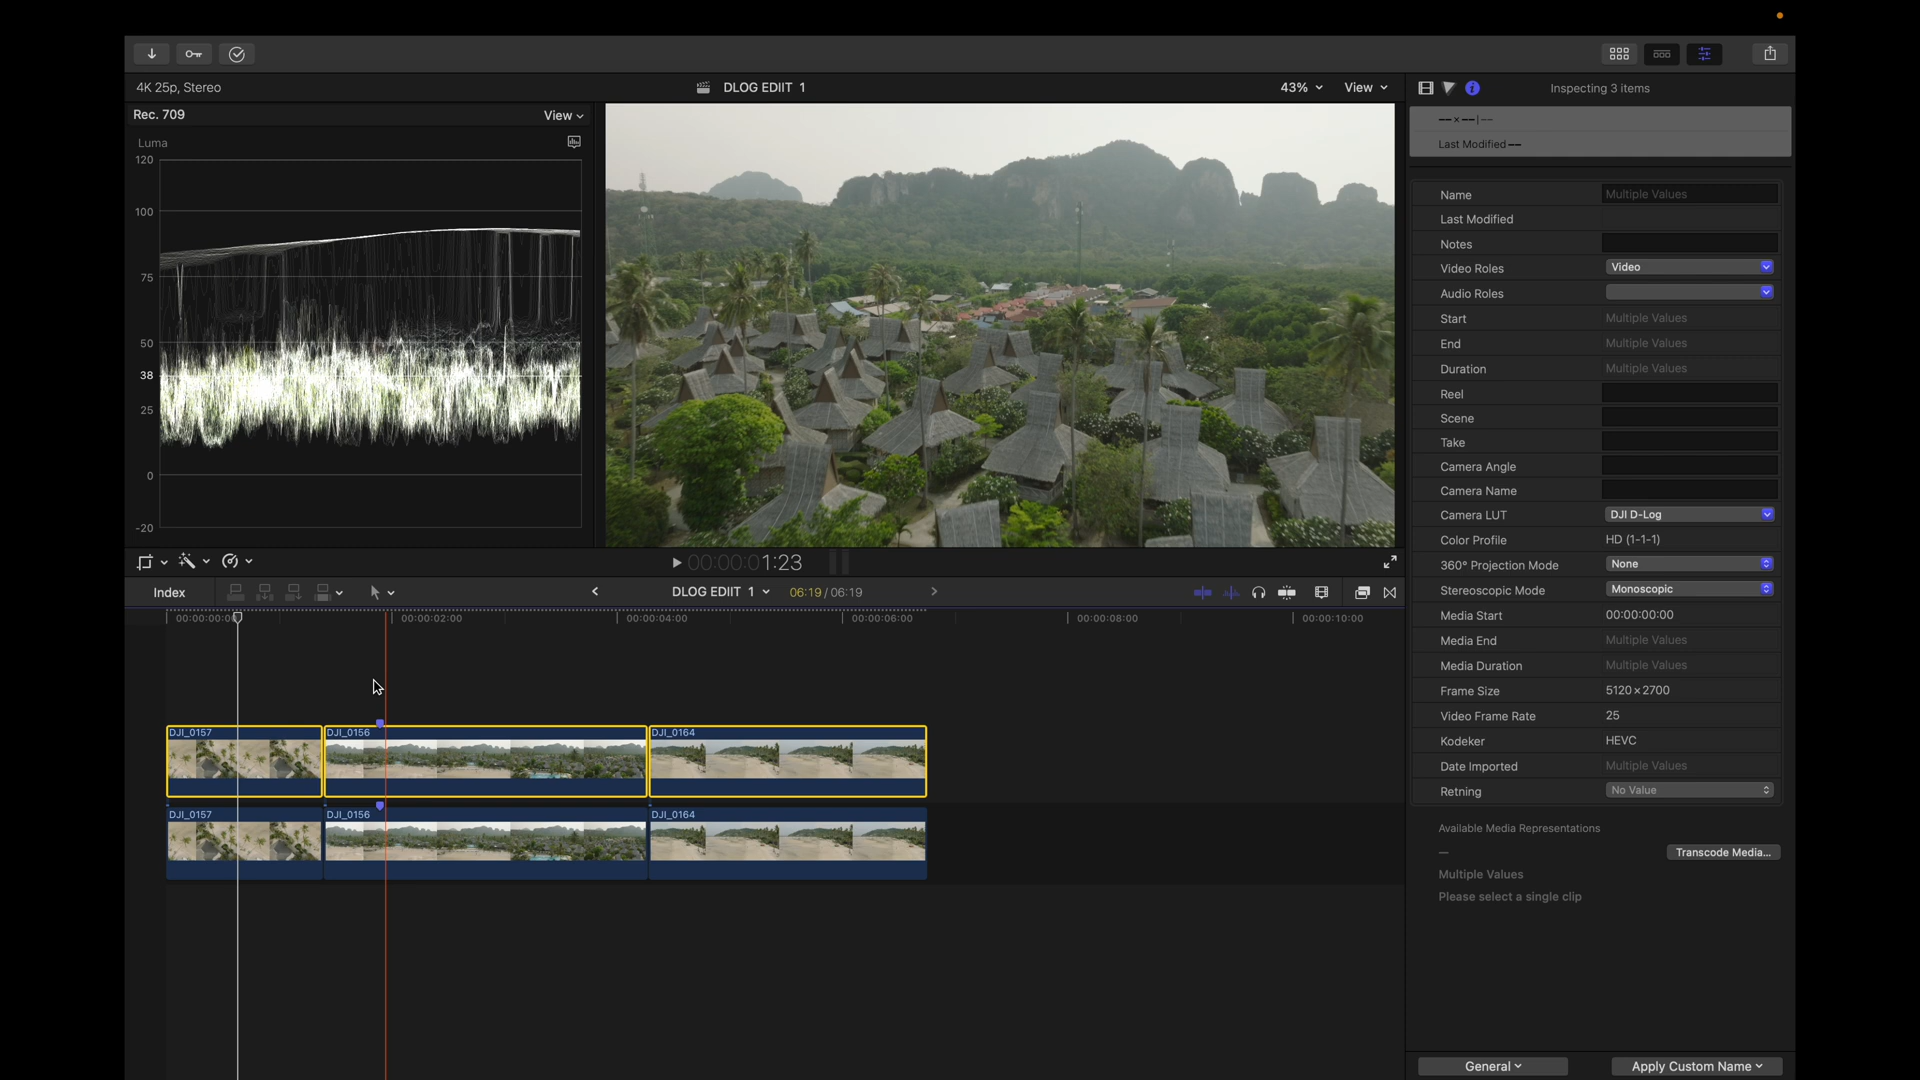 4K 25p, Stereo
DLOG EDIIT 1
43%
View
Inspecting 3 items
Rec. 709
View
Luma
120
100
75
50
38
25
0
-20
Last Modified
Name Multiple Values
Last Modified
Notes
Video Roles Video
Audio Roles
Start Multiple Values
End Multiple Values
Duration Multiple Values
Reel
Scene
Take
Camera Angle
Camera Name
Camera LUT DJI D-Log
Color Profile HD (1-1-1)
360° Projection Mode None
Stereoscopic Mode Monoscopic
Media Start 00:00:00:00
Media End Multiple Values
Media Duration Multiple Values
Frame Size 5120×2700
Video Frame Rate 25
Kodeker HEVC
Date Imported Multiple Values
Retning No Value
Available Media Representations
Transcode Media...
Multiple Values
Please select a single clip
General
Apply Custom Name
00:00:01:23
Index
DLOG EDIIT 1
06:19 / 06:19
00:00:00:00
00:00:02:00
00:00:04:00
00:00:06:00
00:00:08:00
00:00:10:00
DJI_0157
DJI_0156
DJI_0164
DJI_0157
DJI_0156
DJI_0164